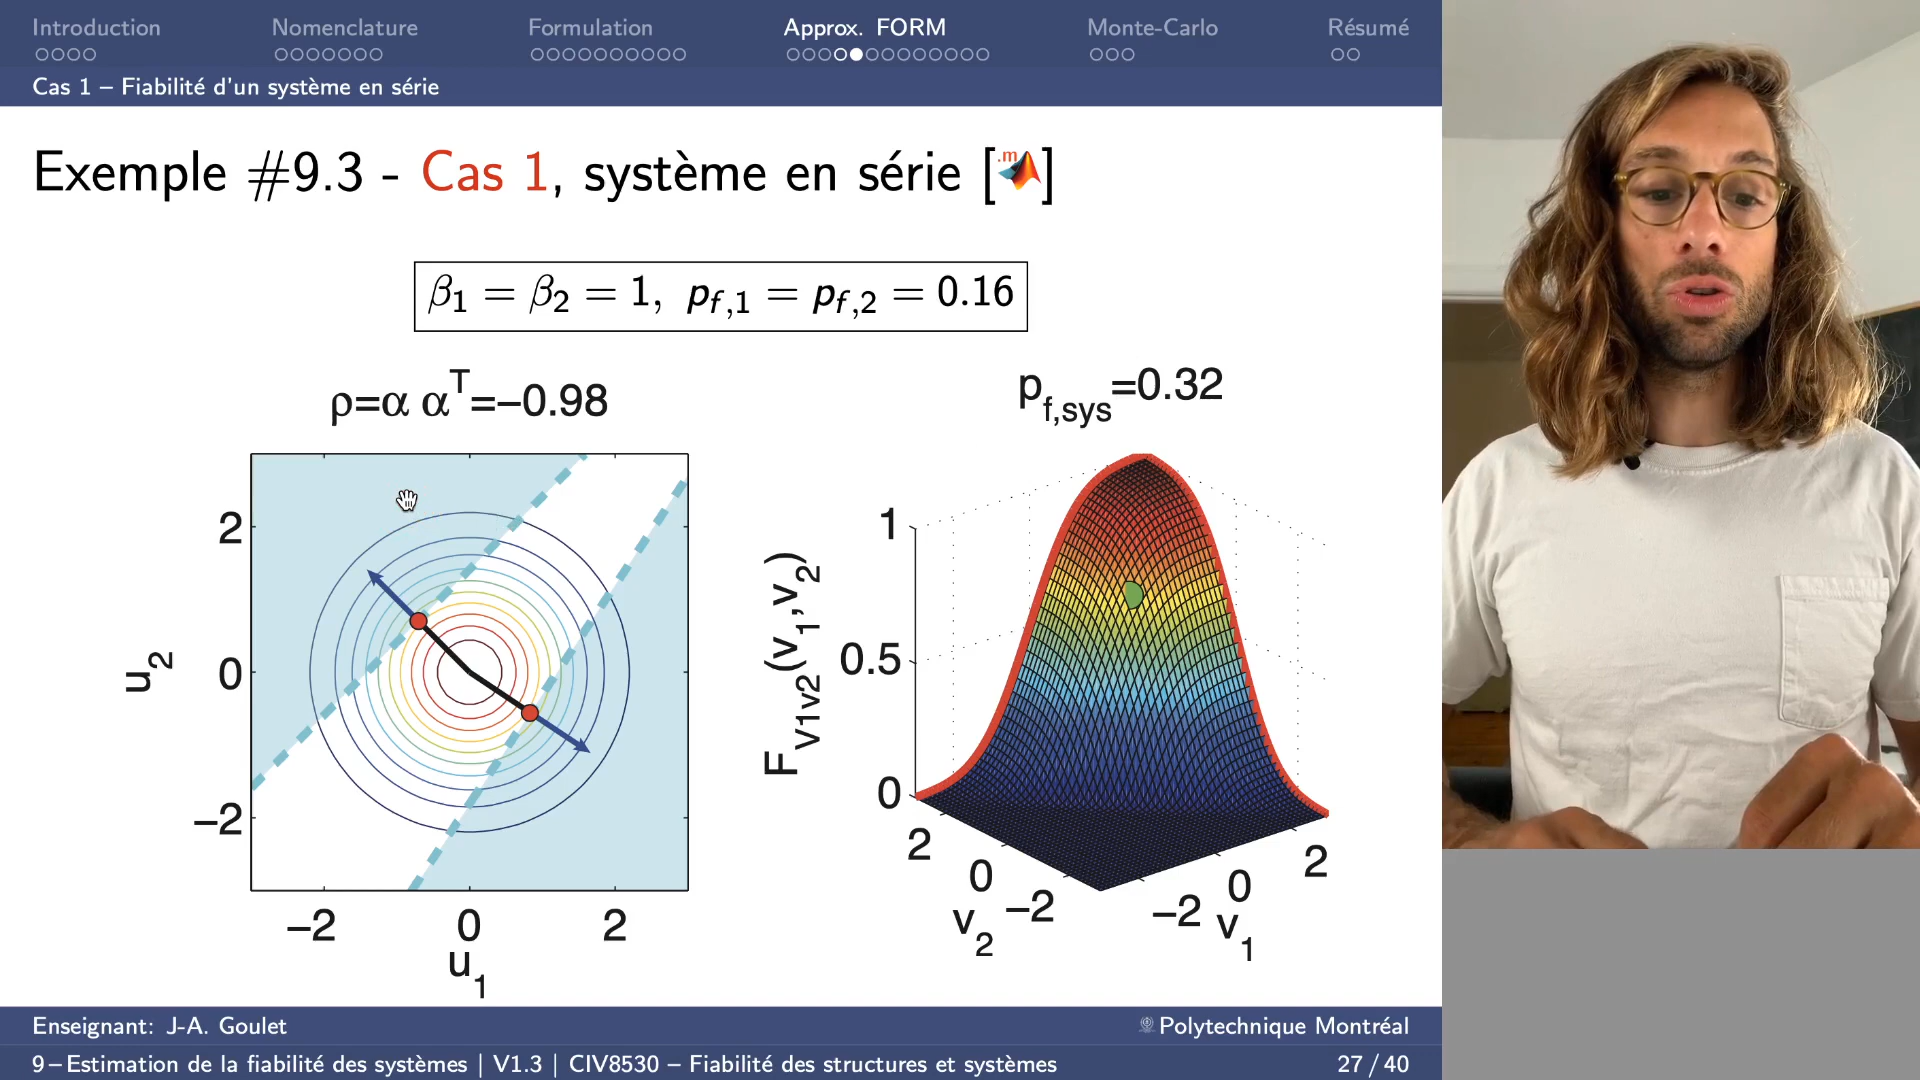 Introduction Nomenclature Formulation Approx. FORM Monte-Carlo Résumé
Cas 1 – Fiabilité d'un système en série
Exemple #9.3 - Cas 1, système en série [.m]
β1 = β2 = 1, pf,1 = pf,2 = 0.16
ρ=α αT=−0.98
pf,sys=0.32
2
0
−2
u2
−2 0 2
u1
1
0.5
0
FV1V2(v1,v2)
2 0 −2
v2
−2 0 2
v1
Enseignant: J-A. Goulet Polytechnique Montréal
9 – Estimation de la fiabilité des systèmes | V1.3 | CIV8530 – Fiabilité des structures et systèmes 27 / 40